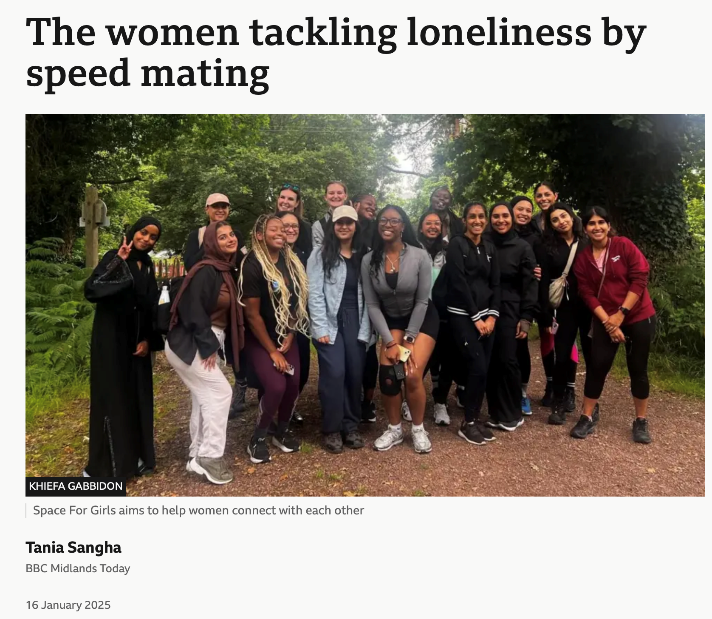 The women tackling loneliness by
speed mating
KHIEFA GABBIDON
Space For Girls aims to help women connect with each other
Tania Sangha
BBC Midlands Today
16 January 2025